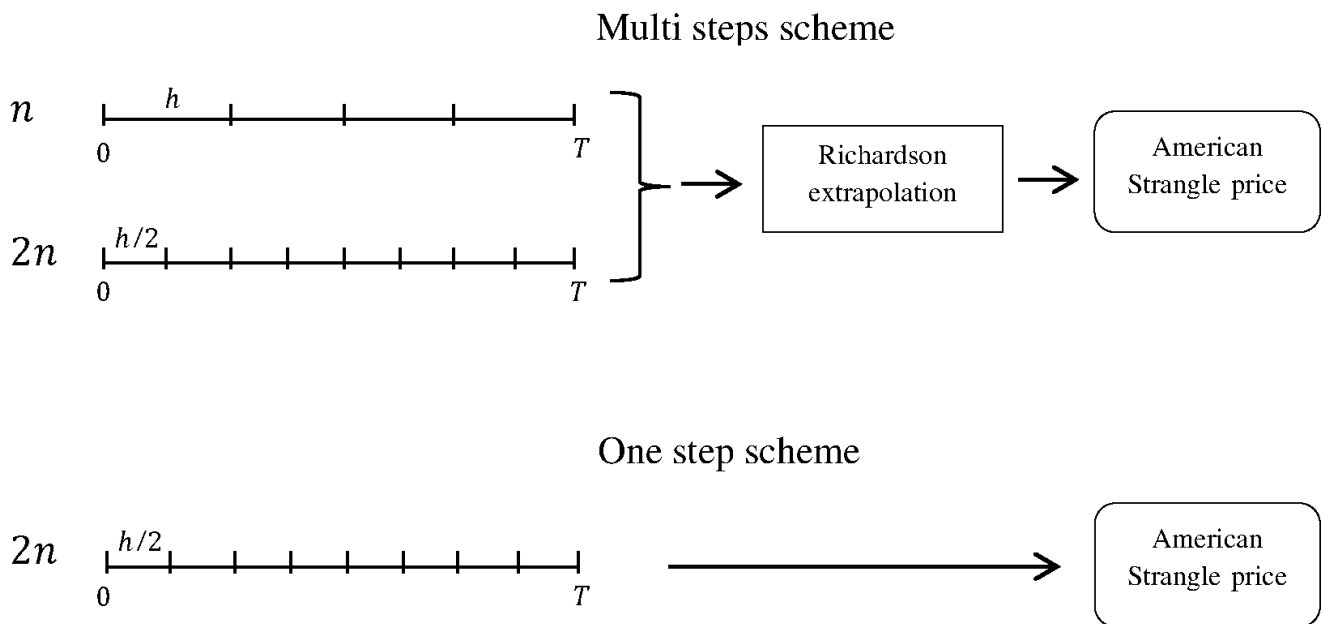 Multi steps scheme
n
h
0
T
Richardson
extrapolation
American
Strangle price
2n
h/2
0
T
One step scheme
2n
h/2
0
T
American
Strangle price